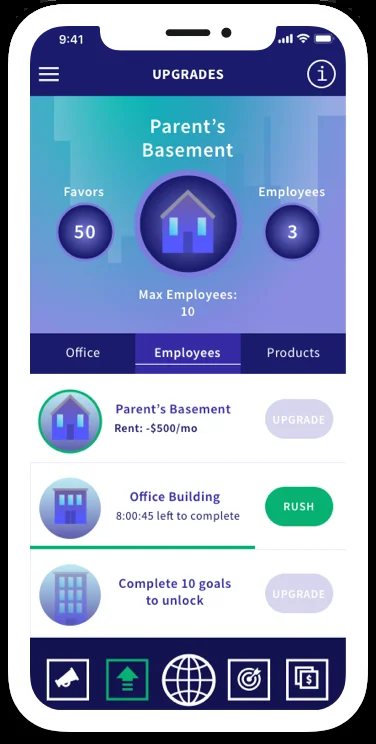 9:41
UPGRADES
i
Parent's
Basement
Favors
Employees
50
3
Max Employees:
10
Office
Employees
Products
Parent's Basement
Rent: -$500/mo
UPGRADE
Office Building
8:00:45 left to complete
RUSH
Complete 10 goals
to unlock
UPGRADE
$